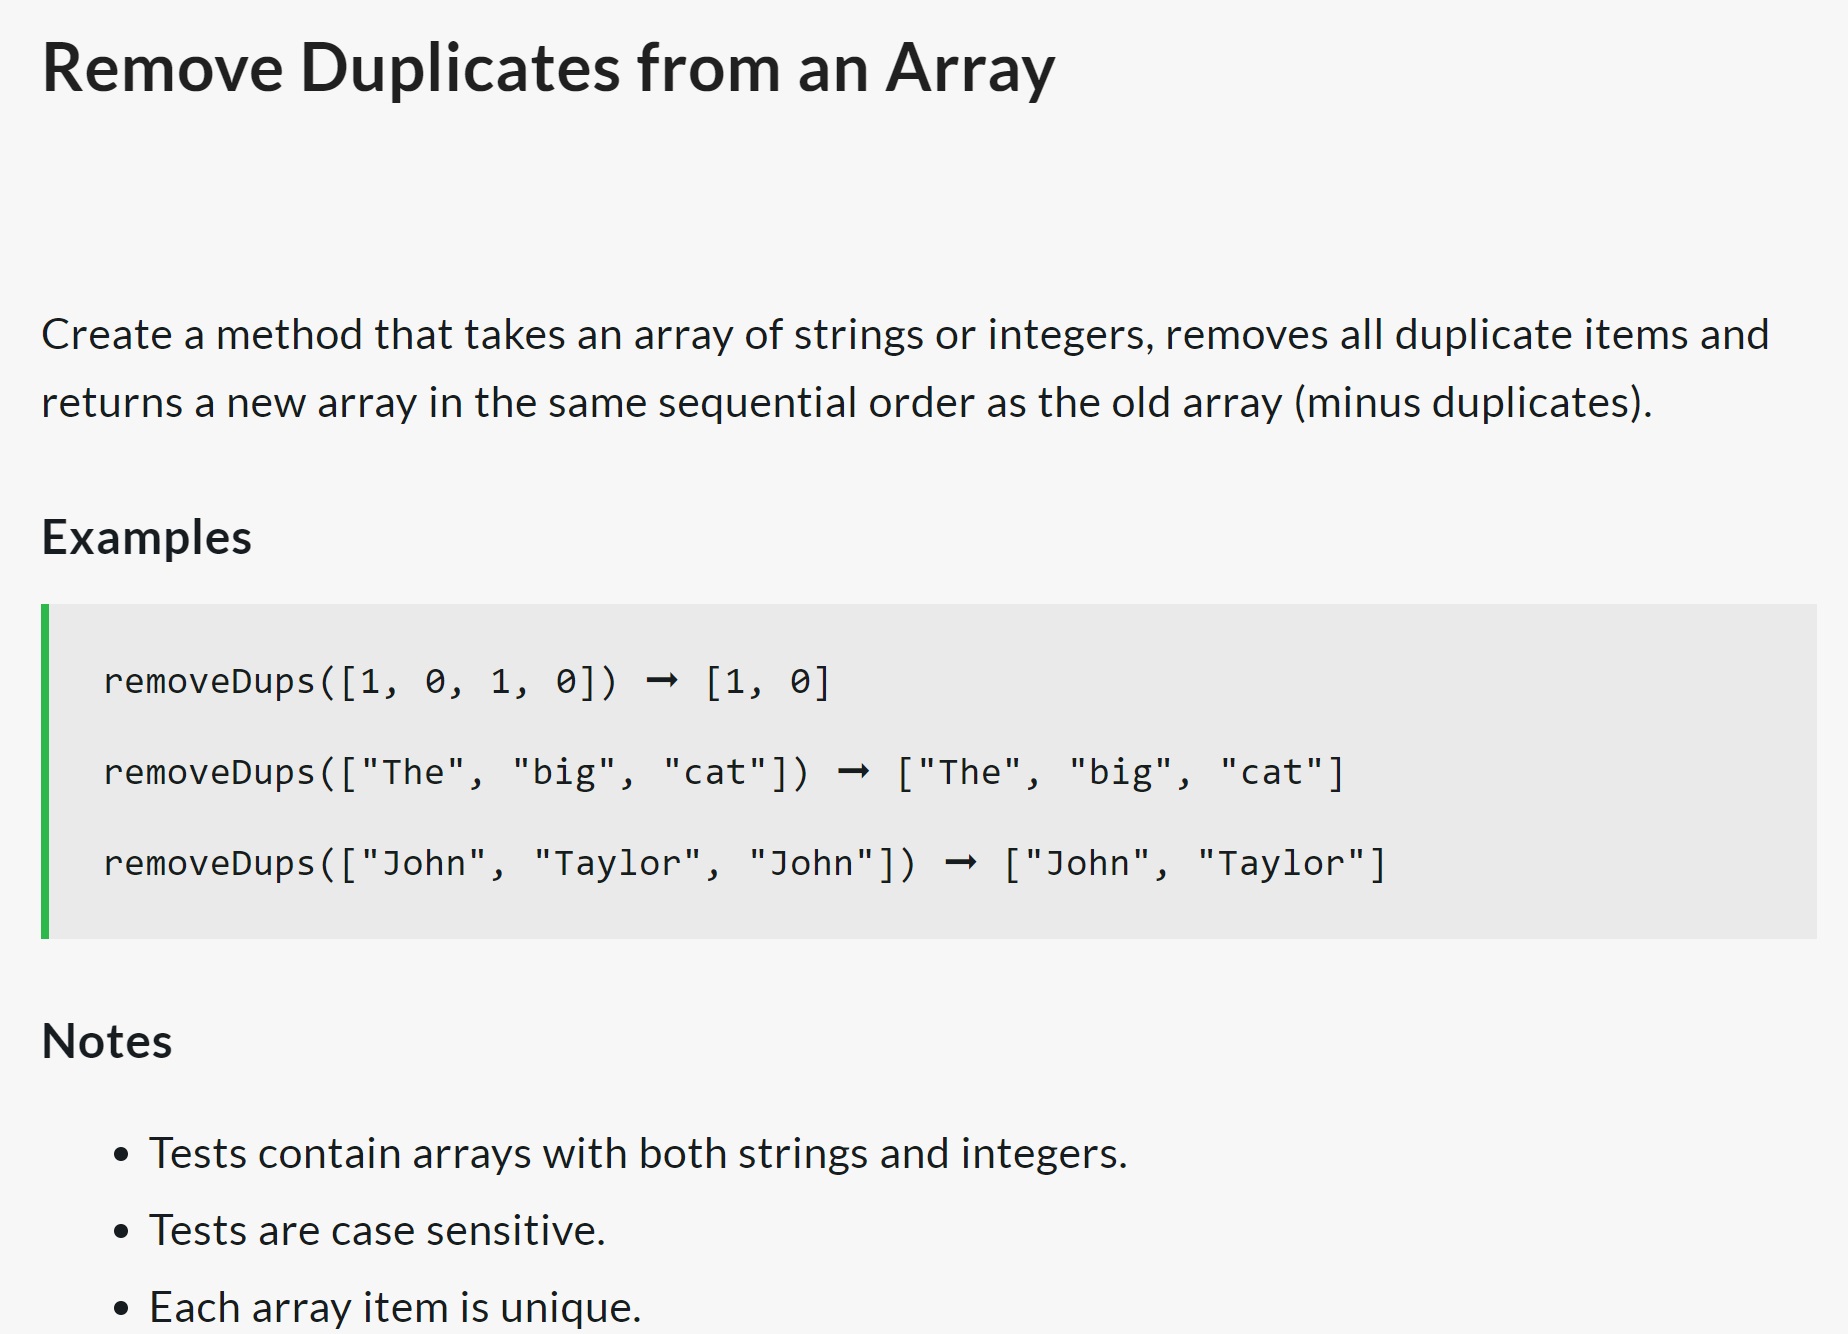 Remove Duplicates from an Array
Create a method that takes an array of strings or integers, removes all duplicate items and
returns a new array in the same sequential order as the old array (minus duplicates).
Examples
removeDups([1, 0, 1, 0]) ➞ [1, 0]
removeDups(["The", "big", "cat"]) ➞ ["The", "big", "cat"]
removeDups(["John", "Taylor", "John"]) ➞ ["John", "Taylor"]
Notes
• Tests contain arrays with both strings and integers.
• Tests are case sensitive.
• Each array item is unique.